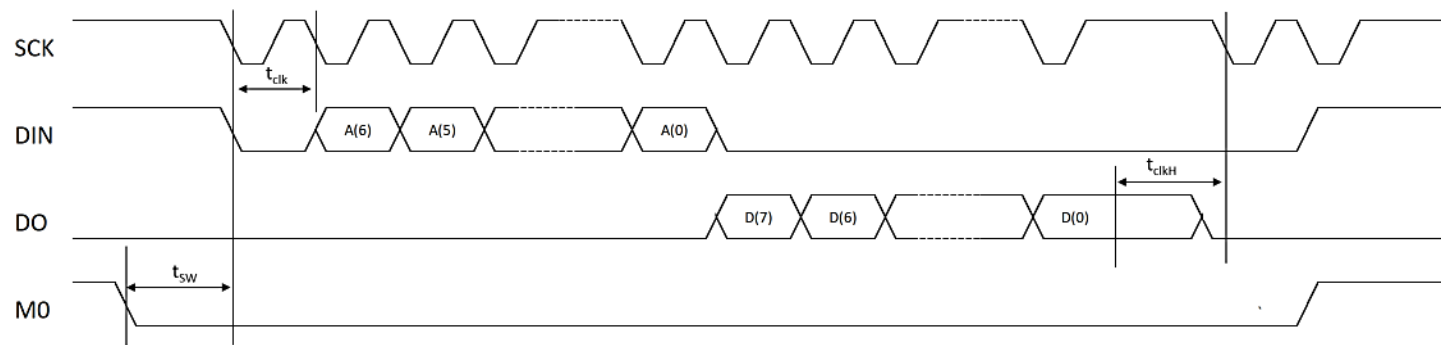 SCK
t_clk
DIN
A(6) A(5) A(0)
t_clkH
DO
D(7) D(6) D(0)
t_SW
M0